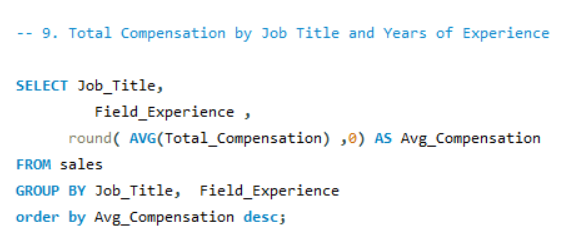 -- 9. Total Compensation by Job Title and Years of Experience
SELECT Job_Title,
Field_Experience ,
round( AVG(Total_Compensation) ,0) AS Avg_Compensation
FROM sales
GROUP BY Job_Title,  Field_Experience
order by Avg_Compensation desc;